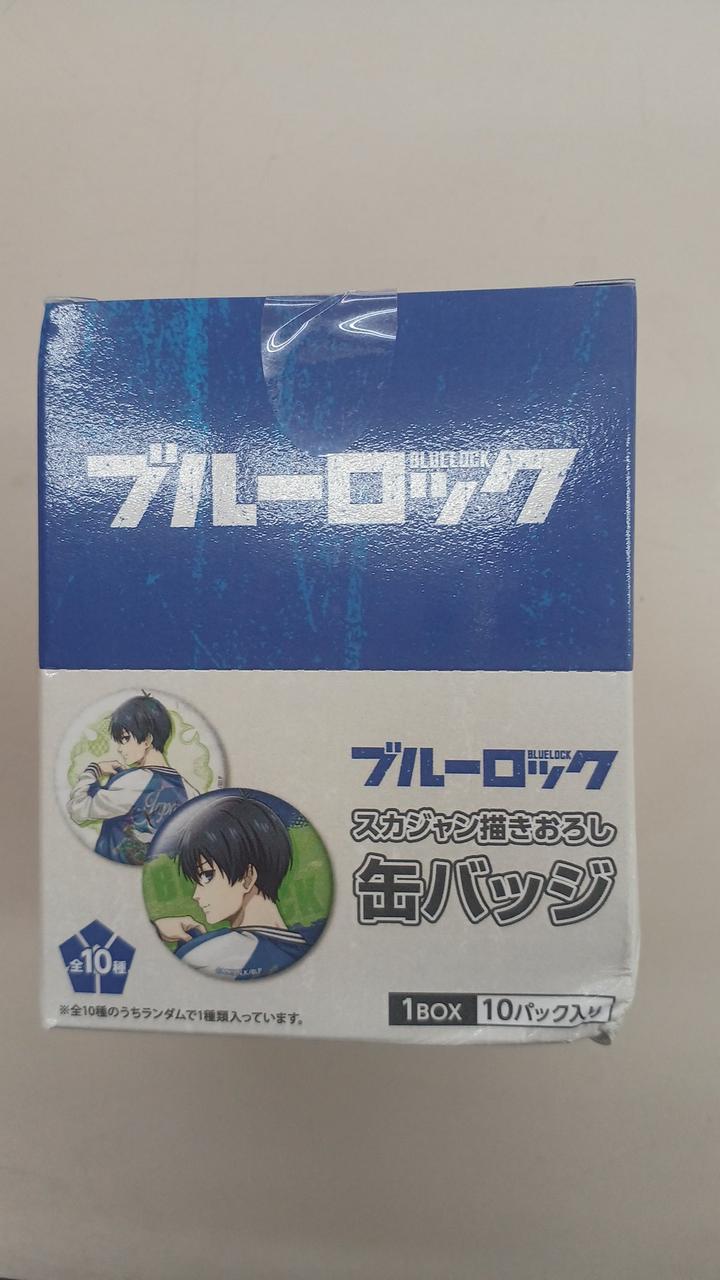 ブルーロック
BLUELOCK
ブルーロック
BLUELOCK
スカジャン描きおろし
缶バッジ
全10種
※全10種のうちランダムで1種類入っています。
1BOX 10パック入り